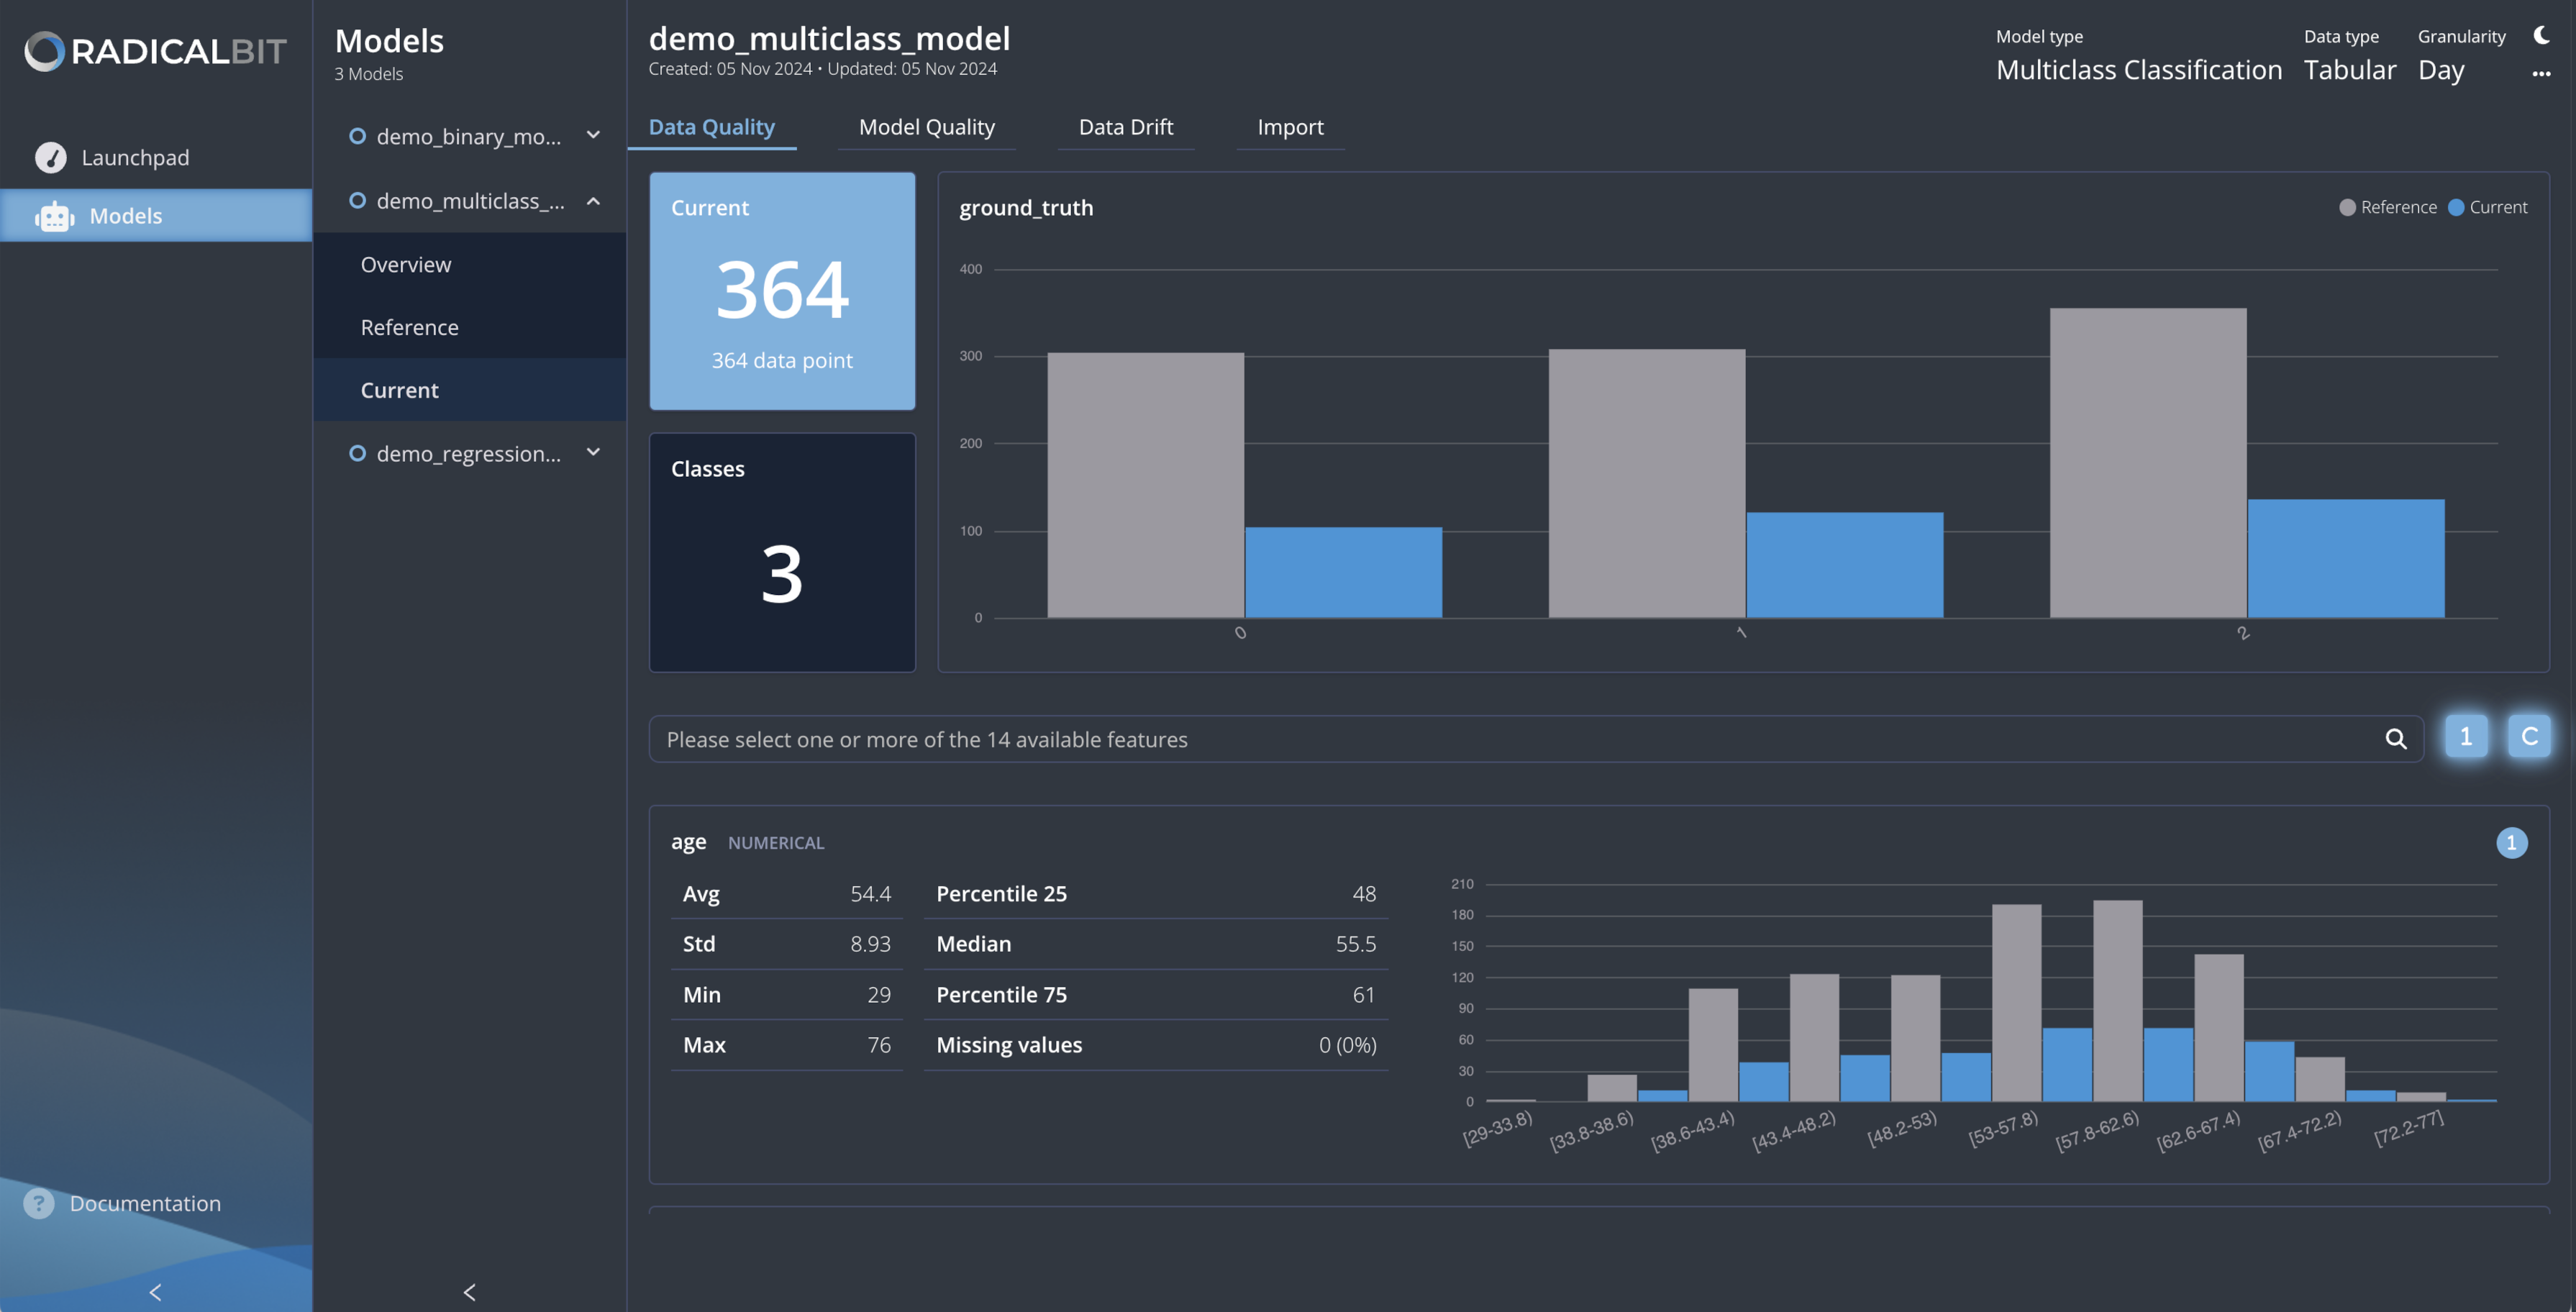 RADICALBIT
Launchpad
Models
Documentation
?
Models
3 Models
demo_binary_mo...
demo_multiclass_...
Overview
Reference
Current
demo_regression...
demo_multiclass_model
Created: 05 Nov 2024 • Updated: 05 Nov 2024
Model type
Multiclass Classification
Data type
Tabular
Granularity
Day
Data Quality
Model Quality
Data Drift
Import
Current
364
364 data point
Classes
3
ground_truth
Reference
Current
400
300
200
100
0
0
1
2
Please select one or more of the 14 available features
1
C
age NUMERICAL
1
Avg 54.4
Std 8.93
Min 29
Max 76
Percentile 25 48
Median 55.5
Percentile 75 61
Missing values 0 (0%)
210
180
150
120
90
60
30
0
[29-33.8)
[33.8-38.6)
[38.6-43.4)
[43.4-48.2)
[48.2-53)
[53-57.8)
[57.8-62.6)
[62.6-67.4)
[67.4-72.2)
[72.2-77]